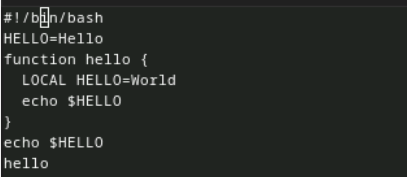 #!/bin/bash
HELLO=Hello
function hello {
  LOCAL HELLO=World
  echo $HELLO
}
echo $HELLO
hello